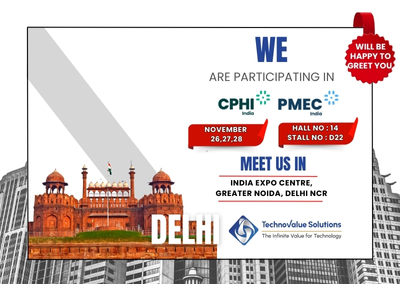 WE
ARE PARTICIPATING IN
WILL BE
HAPPY TO
GREET YOU
CPHI
India
PMEC
India
NOVEMBER
26,27,28
HALL NO : 14
STALL NO : D22
MEET US IN
INDIA EXPO CENTRE,
GREATER NOIDA, DELHI NCR
DELHI
TechnoValue Solutions
The Infinite Value for Technology